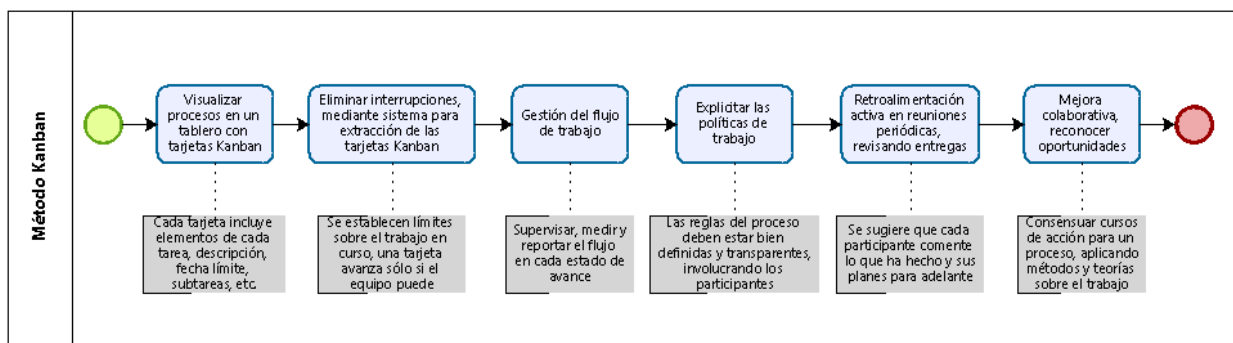 Método Kanban
Visualizar
procesos en un
tablero con
tarjetas Kanban
Eliminar interrupciones,
mediante sistema para
extracción de las
tarjetas Kanban
Gestión del flujo
de trabajo
Explicitar las
políticas de
trabajo
Retroalimentación
activa en reuniones
periódicas,
revisando entregas
Mejora
colaborativa,
reconocer
oportunidades
Cada tarjeta incluye
elementos de cada
tarea, descripción,
fecha límite,
subtareas, etc.
Se establecen límites
sobre el trabajo en
curso, una tarjeta
avanza sólo si el
equipo puede
Supervisar, medir y
reportar el flujo
en cada estado de
avance
Las reglas del proceso
deben estar bien
definidas y transparentes,
involucrando los
participantes
Se sugiere que cada
participante comente
lo que ha hecho y sus
planes para adelante
Consensuar cursos
de acción para un
proceso, aplicando
métodos y teorías
sobre el trabajo